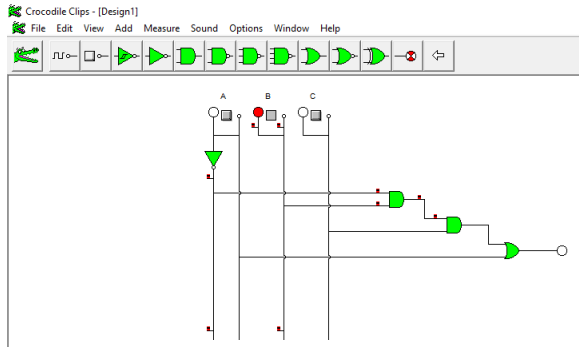 Crocodile Clips - [Design1]
File Edit View Add Measure Sound Options Window Help
A B C